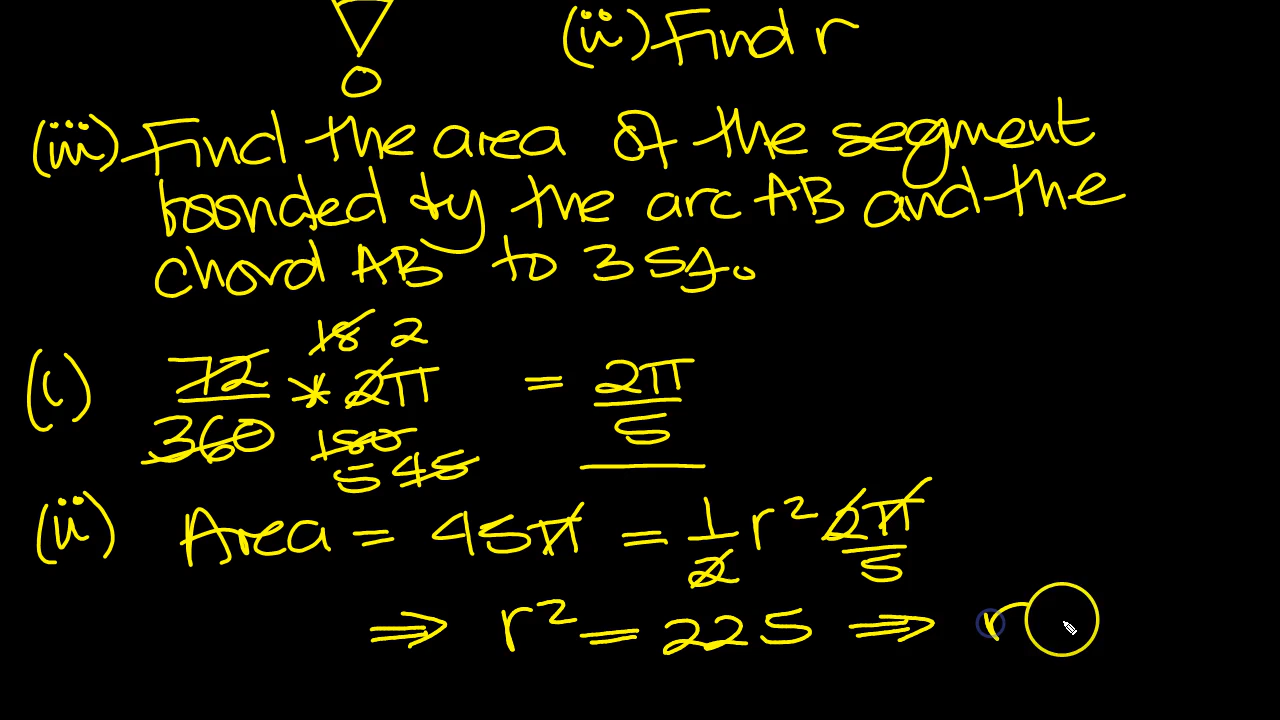 O
(ii) Find r
(iii) Find the area of the segment
bounded by the arc AB and the
chord AB to 3 sf.
18 2
(i) 72/360 * 2π = 2π/5
180
5 45
(ii) Area = 45π = 1/2 r² 2π/5
⇒ r² = 225 ⇒ r